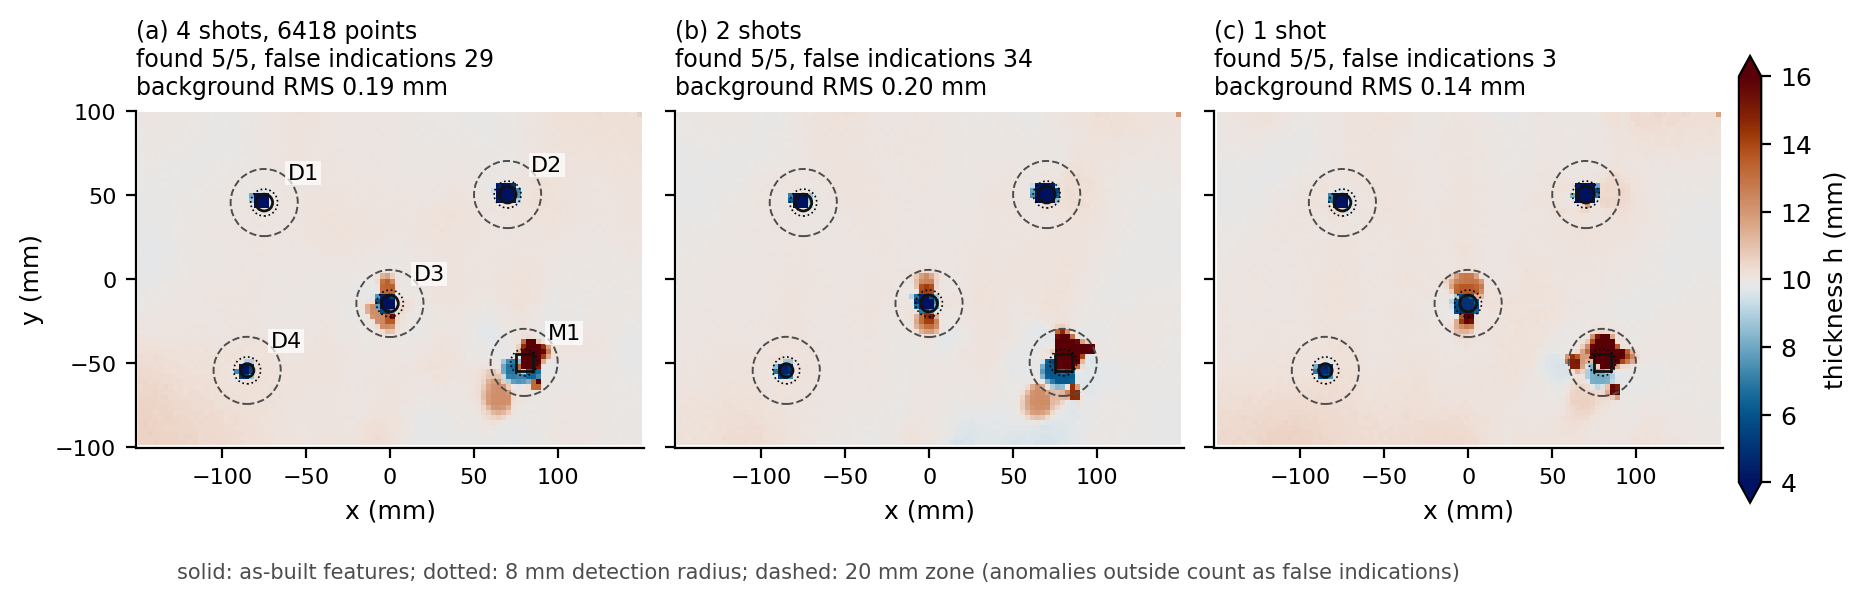 (a) 4 shots, 6418 points
found 5/5, false indications 29
background RMS 0.19 mm
(b) 2 shots
found 5/5, false indications 34
background RMS 0.20 mm
(c) 1 shot
found 5/5, false indications 3
background RMS 0.14 mm
100
50
0
−50
−100
y (mm)
D1
D2
D3
D4
M1
−100 −50 0 50 100
x (mm)
−100 −50 0 50 100
x (mm)
−100 −50 0 50 100
x (mm)
16
14
12
10
8
6
4
thickness h (mm)
solid: as-built features; dotted: 8 mm detection radius; dashed: 20 mm zone (anomalies outside count as false indications)